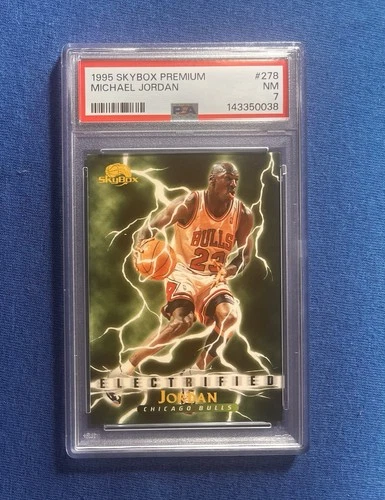 1995 SKYBOX PREMIUM #278
MICHAEL JORDAN NM
7
PSA 143350038
SKYBOX
BULLS
23
ELECTRIFIED
JORDAN
CHICAGO BULLS